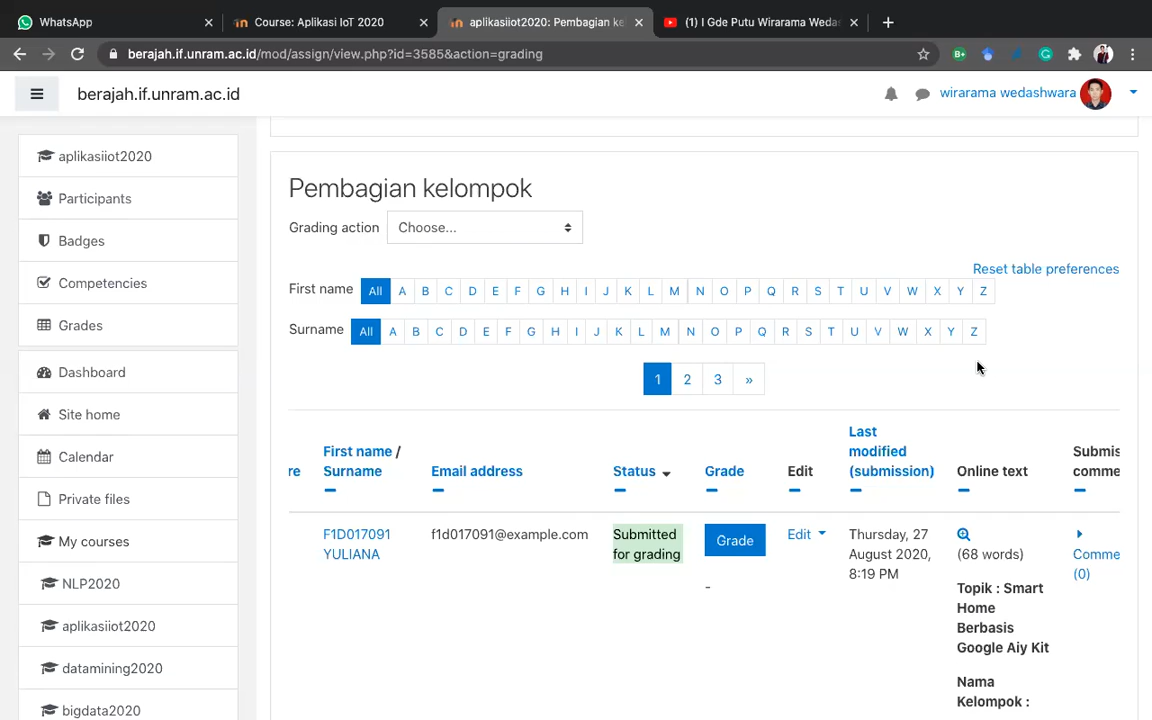 WhatsApp
Course: Aplikasi IoT 2020
aplikasiiot2020: Pembagian ke
(1) I Gde Putu Wirarama Weda
berajah.if.unram.ac.id/mod/assign/view.php?id=3585&action=grading
berajah.if.unram.ac.id
wirarama wedashwara
aplikasiiot2020
Participants
Badges
Competencies
Grades
Dashboard
Site home
Calendar
Private files
My courses
NLP2020
aplikasiiot2020
datamining2020
bigdata2020
Pembagian kelompok
Grading action Choose...
Reset table preferences
First name All A B C D E F G H I J K L M N O P Q R S T U V W X Y Z
Surname All A B C D E F G H I J K L M N O P Q R S T U V W X Y Z
1 2 3 »
re
First name /
Surname
Email address
Status
Grade
Edit
Last
modified
(submission)
Online text
Submis
comme
F1D017091
YULIANA
f1d017091@example.com
Submitted
for grading
Grade
-
Edit
Thursday, 27
August 2020,
8:19 PM
(68 words)
Topik : Smart
Home
Berbasis
Google Aiy Kit
Nama
Kelompok :
Comme
(0)